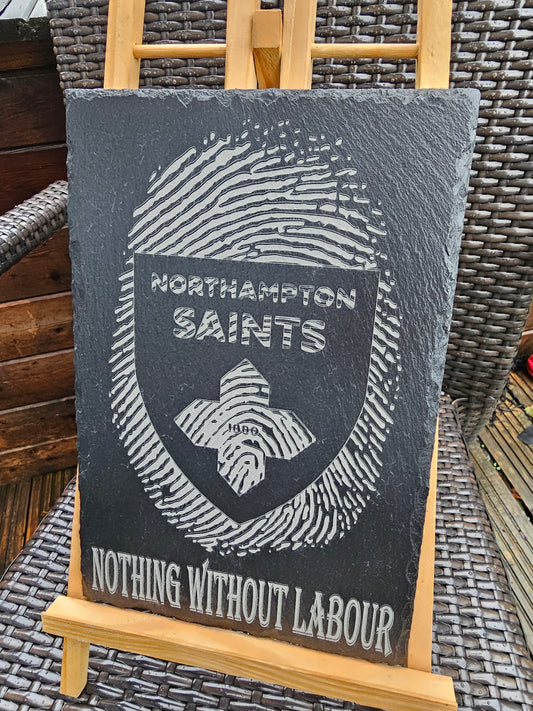 NORTHAMPTON
SAINTS
1880
NOTHING WITHOUT LABOUR